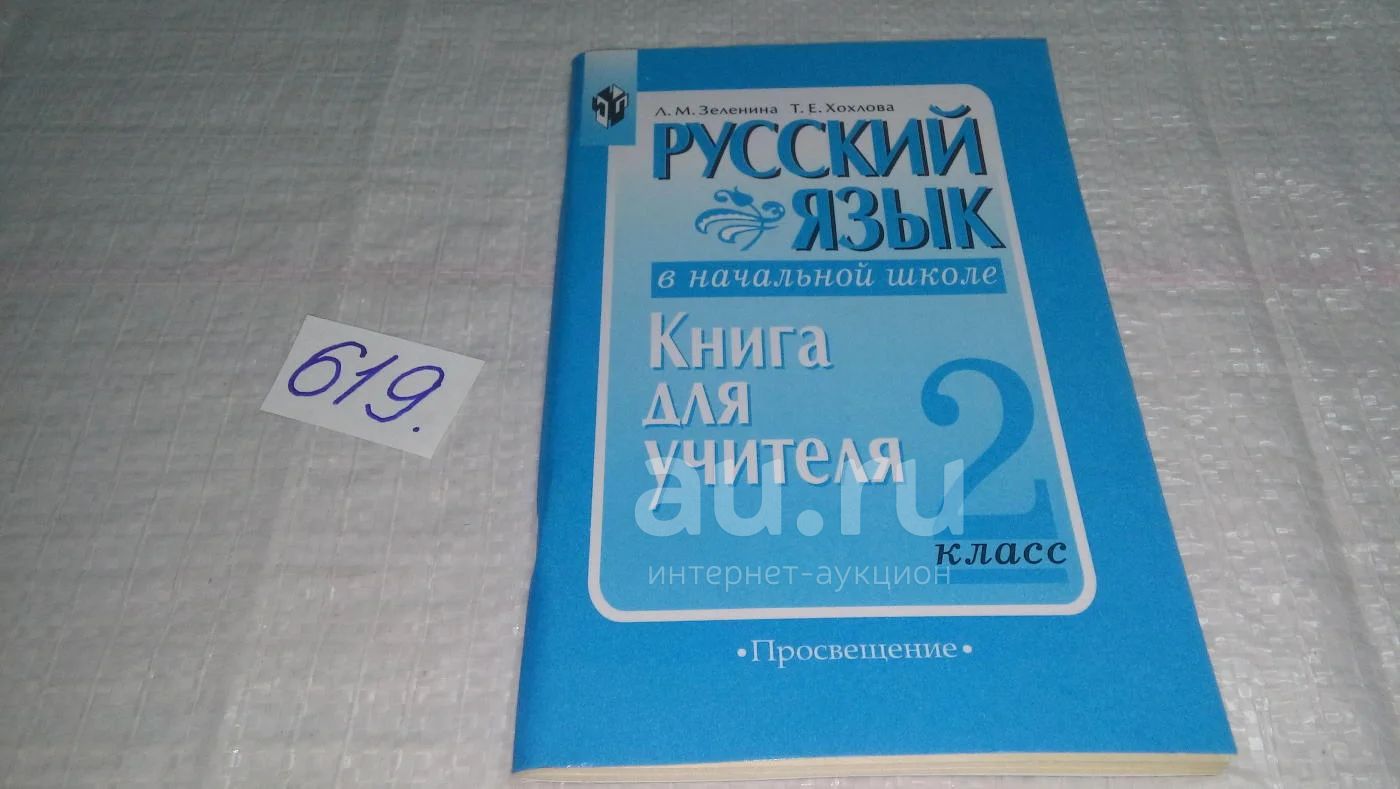 Л. М. Зеленина Т. Е. Хохлова
РУССКИЙ
ЯЗЫК
в начальной школе
Книга
для
учителя
2
класс
•Просвещение•
619.
au.ru
интернет-аукцион